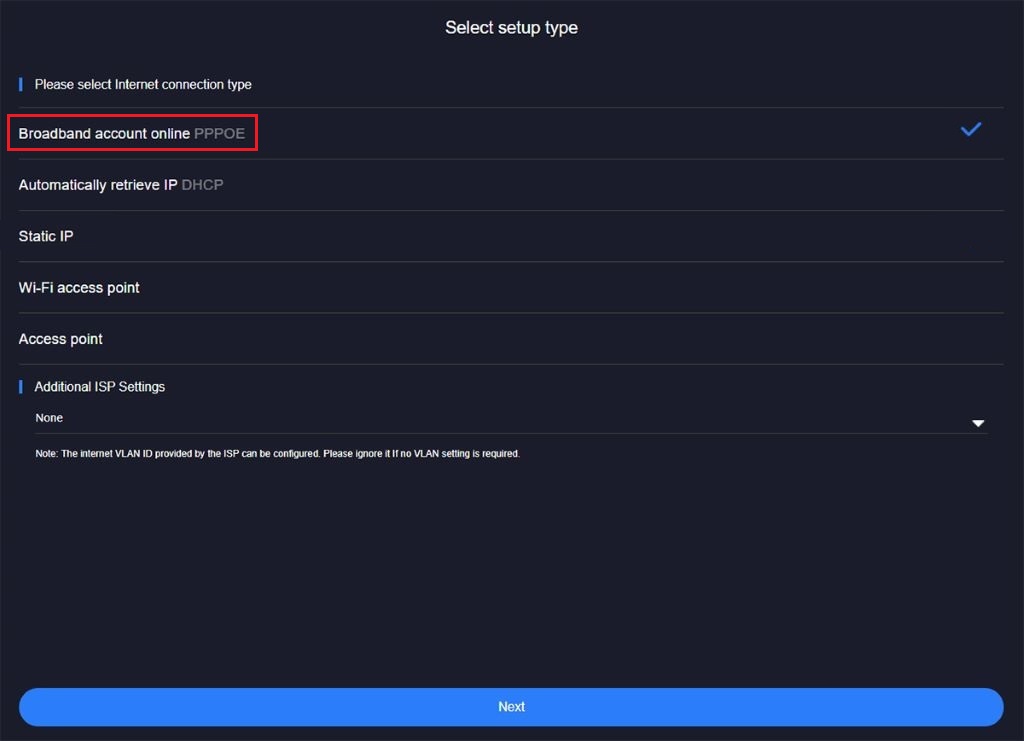 Select setup type
Please select Internet connection type
Broadband account online PPPOE
Automatically retrieve IP DHCP
Static IP
Wi-Fi access point
Access point
Additional ISP Settings
None
Note: The internet VLAN ID provided by the ISP can be configured. Please ignore it If no VLAN setting is required.
Next